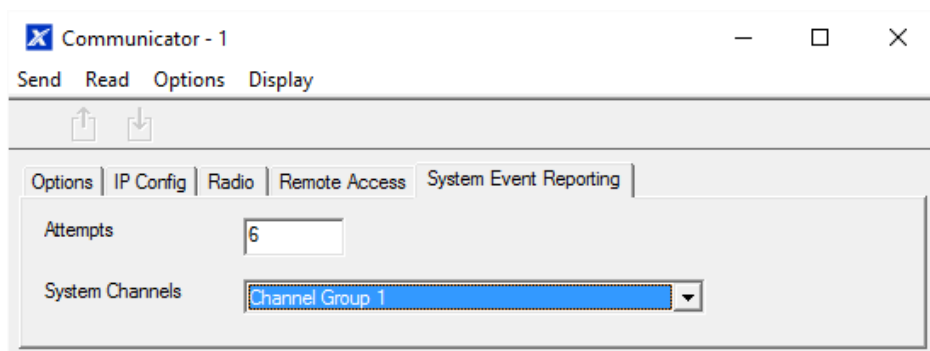 Communicator - 1
Send Read Options Display
Options IP Config Radio Remote Access System Event Reporting
Attempts 6
System Channels Channel Group 1